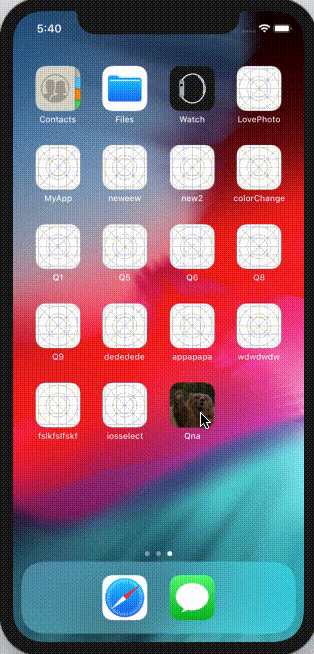 5:40
Contacts Files Watch LovePhoto
MyApp neweew new2 colorChange
Q1 Q5 Q6 Q8
Q9 dedédede appapapa wdwdwdw
fslkfslfskf iosselect Qna